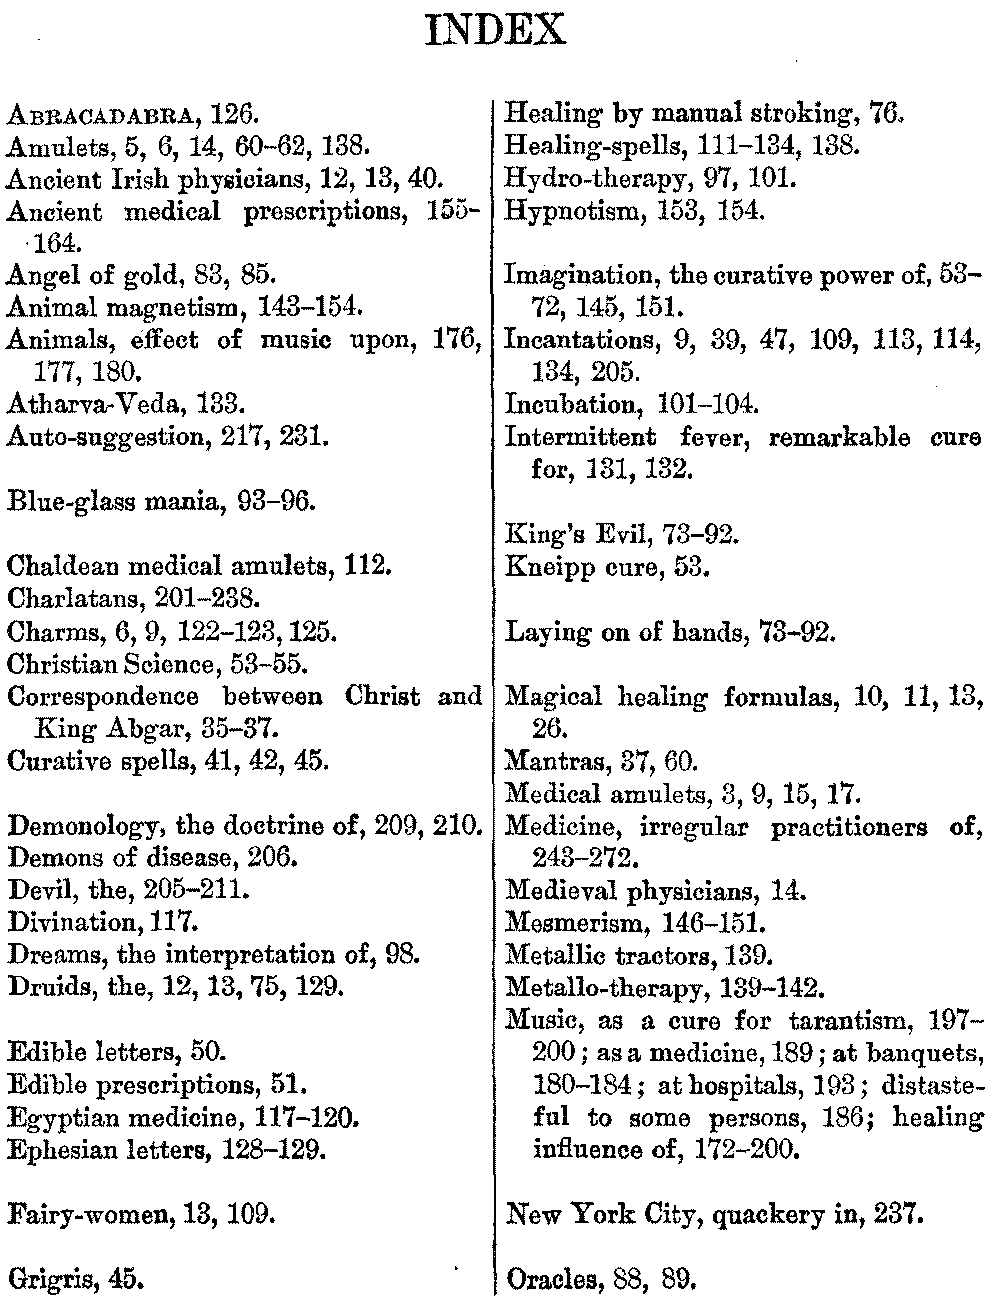 INDEX
ABRACADABRA, 126.
Amulets, 5, 6, 14, 60–62, 138.
Ancient Irish physicians, 12, 13, 40.
Ancient medical prescriptions, 155-
164.
Angel of gold, 83, 85.
Animal magnetism, 143–154.
Animals, effect of music upon, 176,
177, 180.
Atharva-Veda, 133.
Auto-suggestion, 217, 231.
Blue-glass mania, 93–96.
Chaldean medical amulets, 112.
Charlatans, 201–238.
Charms, 6, 9, 122–123, 125.
Christian Science, 53–55.
Correspondence between Christ and
King Abgar, 35–37.
Curative spells, 41, 42, 45.
Demonology, the doctrine of, 209, 210.
Demons of disease, 206.
Devil, the, 205–211.
Divination, 117.
Dreams, the interpretation of, 98.
Druids, the, 12, 13, 75, 129.
Edible letters, 50.
Edible prescriptions, 51.
Egyptian medicine, 117–120.
Ephesian letters, 128–129.
Fairy-women, 13, 109.
Grigris, 45.
Healing by manual stroking, 76.
Healing-spells, 111–134, 138.
Hydro-therapy, 97, 101.
Hypnotism, 153, 154.
Imagination, the curative power of, 53–
72, 145, 151.
Incantations, 9, 39, 47, 109, 113, 114,
134, 205.
Incubation, 101–104.
Intermittent fever, remarkable cure
for, 131, 132.
King's Evil, 73–92.
Kneipp cure, 53.
Laying on of hands, 73–92.
Magical healing formulas, 10, 11, 13,
26.
Mantras, 37, 60.
Medical amulets, 3, 9, 15, 17.
Medicine, irregular practitioners of,
243–272.
Medieval physicians, 14.
Mesmerism, 146–151.
Metallic tractors, 139.
Metallo-therapy, 139–142.
Music, as a cure for tarantism, 197–
200; as a medicine, 189; at banquets,
180–184; at hospitals, 193; distaste-
ful to some persons, 186; healing
influence of, 172–200.
New York City, quackery in, 237.
Oracles, 88, 89.